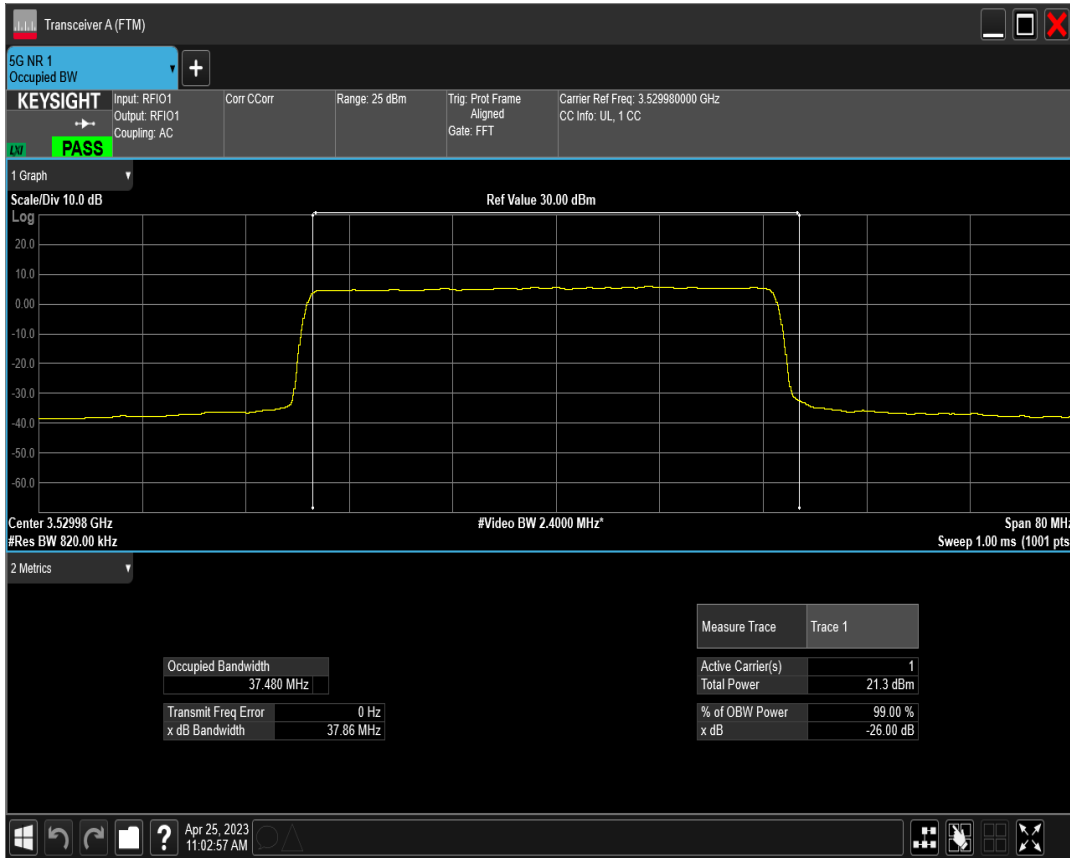 Transceiver A (FTM)
5G NR 1
Occupied BW
+
KEYSIGHT
LXI
PASS
Input: RFIO1
Output: RFIO1
Coupling: AC
Corr CCorr
Range: 25 dBm
Trig: Prot Frame
Aligned
Gate: FFT
Carrier Ref Freq: 3.529980000 GHz
CC Info: UL, 1 CC
1 Graph
Scale/Div 10.0 dB
Ref Value 30.00 dBm
Log
20.0
10.0
0.00
-10.0
-20.0
-30.0
-40.0
-50.0
-60.0
Center 3.52998 GHz
#Video BW 2.4000 MHz*
Span 80 MHz
#Res BW 820.00 kHz
Sweep 1.00 ms (1001 pts
2 Metrics
Measure Trace Trace 1
Occupied Bandwidth
37.480 MHz
Active Carrier(s) 1
Total Power 21.3 dBm
Transmit Freq Error 0 Hz
x dB Bandwidth 37.86 MHz
% of OBW Power 99.00 %
x dB -26.00 dB
?
Apr 25, 2023
11:02:57 AM